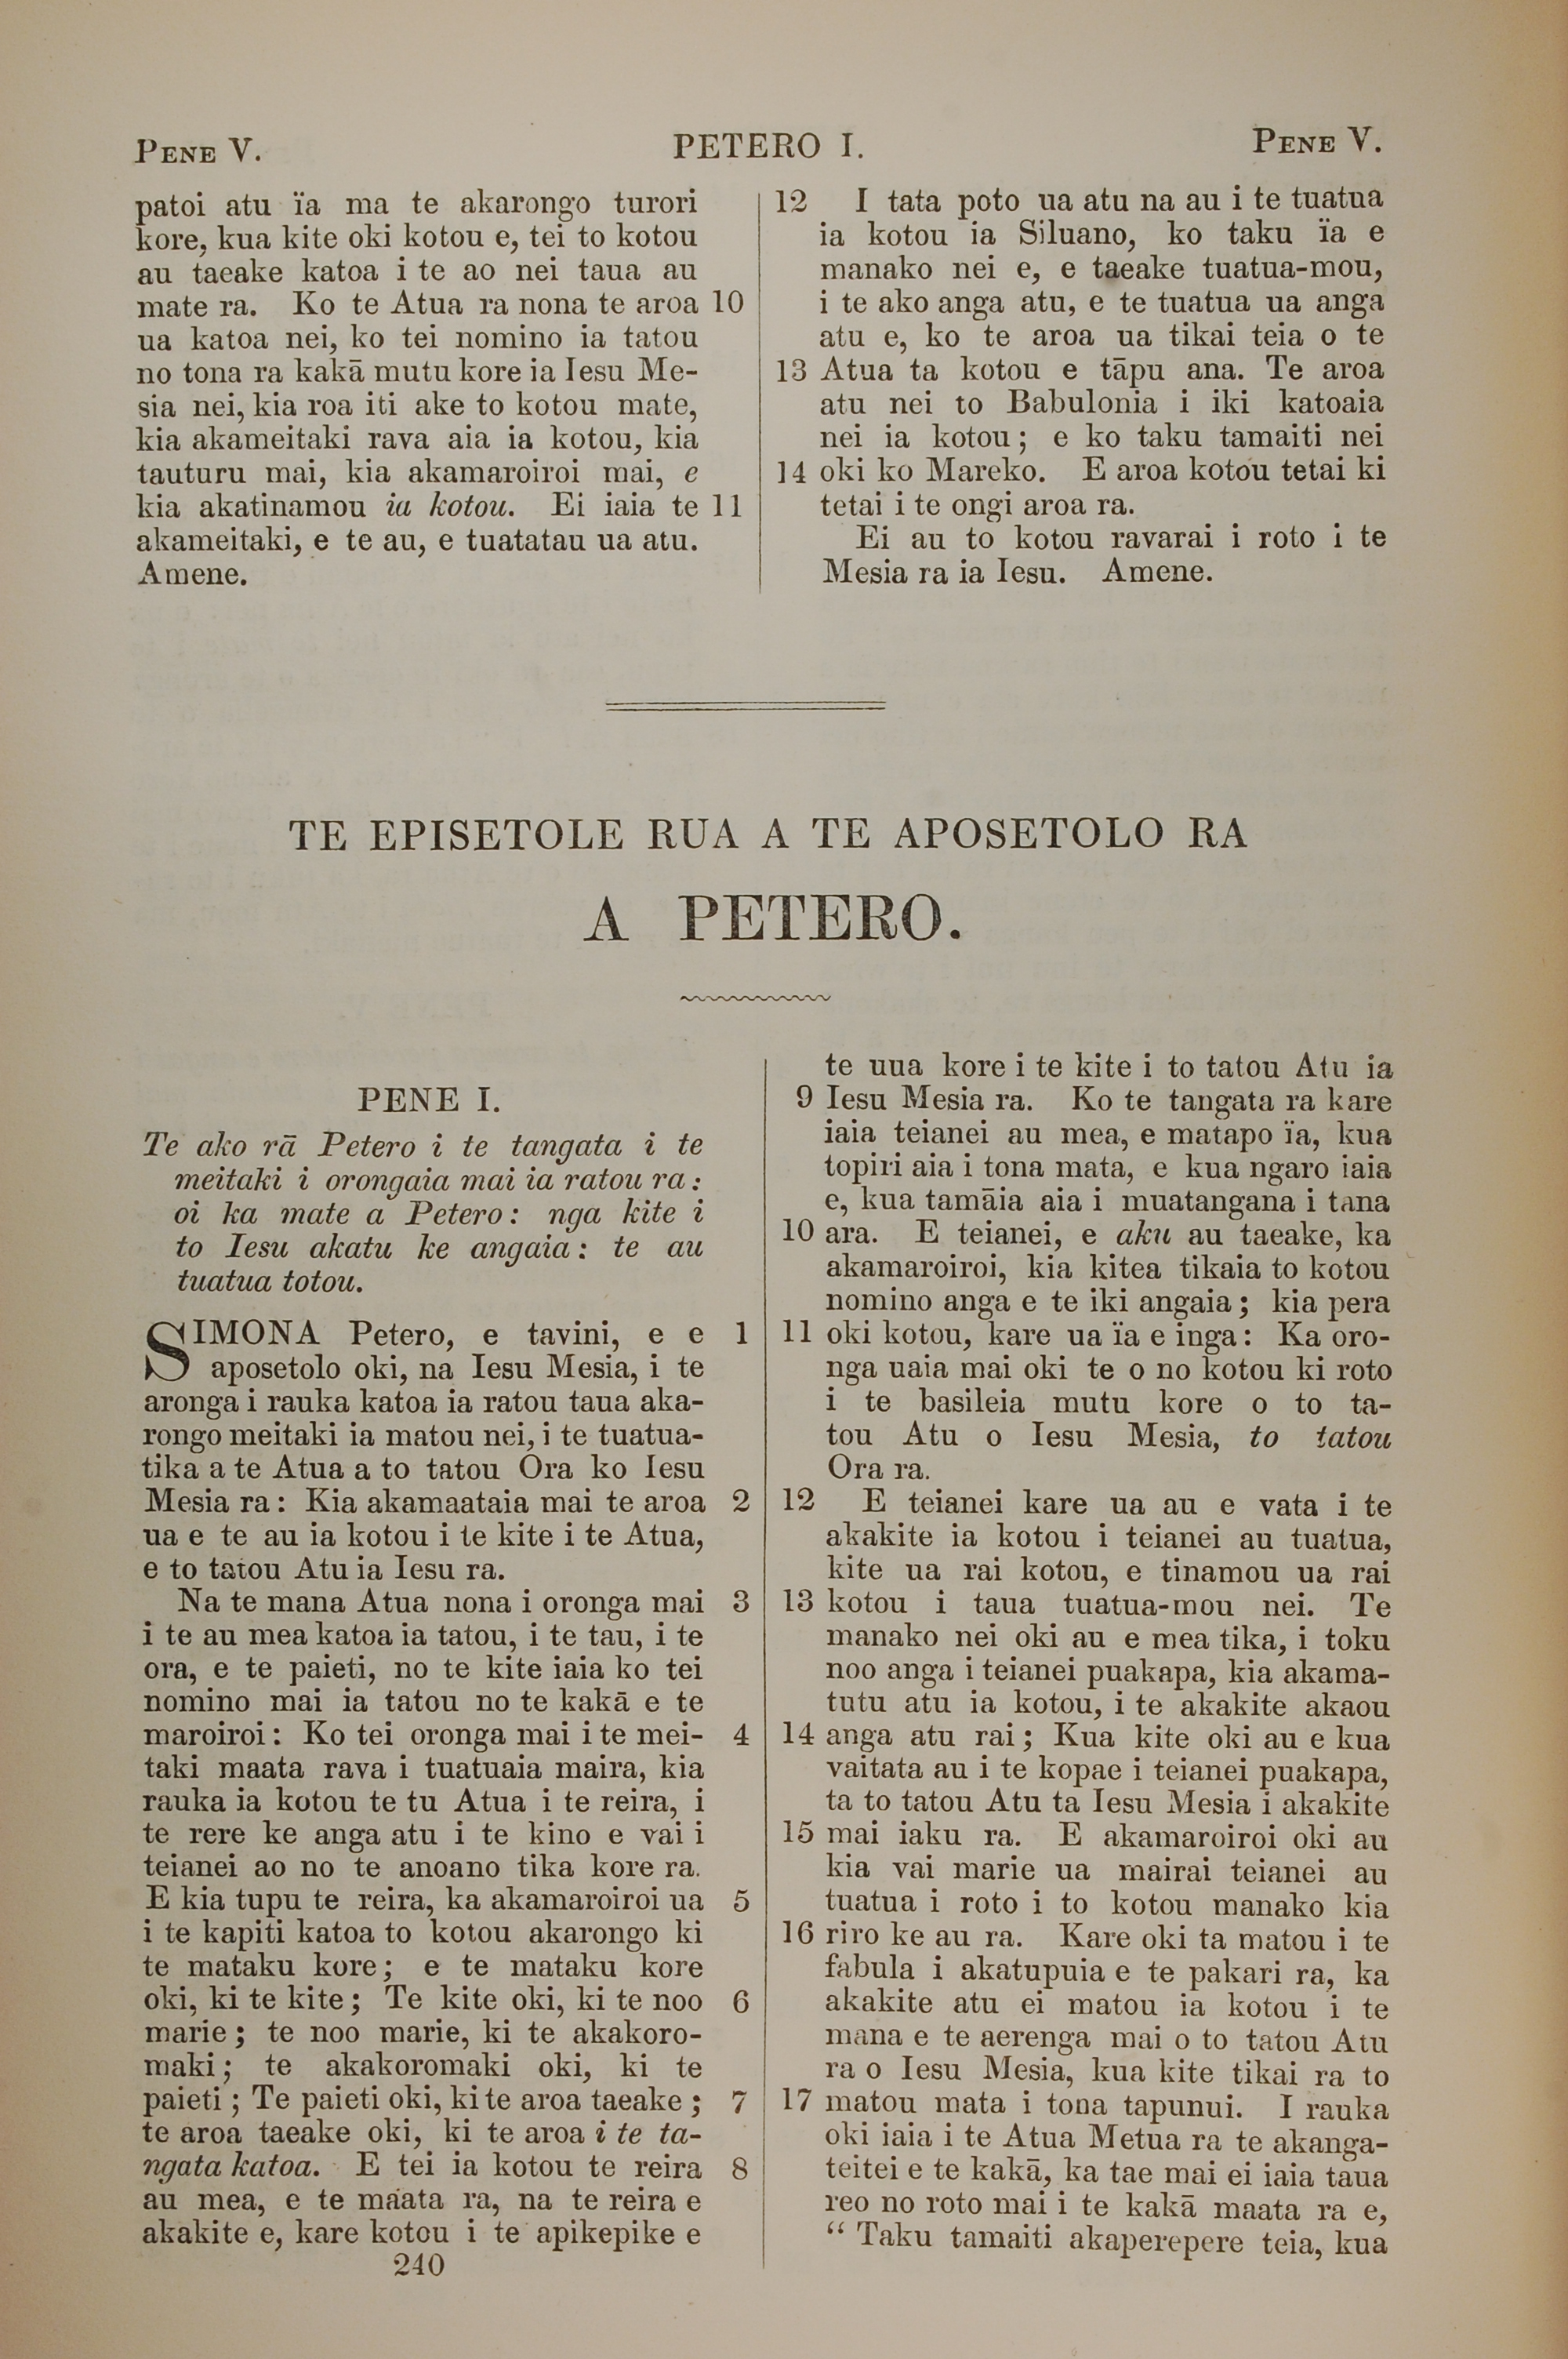 PENE V. PETERO I. PENE V.
patoi atu ïa ma te akarongo turori
kore, kua kite oki kotou e, tei to kotou
au taeake katoa i te ao nei taua au
mate ra. Ko te Atua ra nona te aroa 10
ua katoa nei, ko tei nomino ia tatou
no tona ra kakā mutu kore ia Iesu Me-
sia nei, kia roa iti ake to kotou mate,
kia akameitaki rava aia ia kotou, kia
tauturu mai, kia akamaroiroi mai, e
kia akatinamou ia kotou. Ei iaia te 11
akameitaki, e te au, e tuatatau ua atu.
Amene.
12 I tata poto ua atu na au i te tuatua
ia kotou ia Siluano, ko taku ïa e
manako nei e, e taeake tuatua-mou,
i te ako anga atu, e te tuatua ua anga
atu e, ko te aroa ua tikai teia o te
13 Atua ta kotou e tāpu ana. Te aroa
atu nei to Babulonia i iki katoaia
nei ia kotou; e ko taku tamaiti nei
14 oki ko Mareko. E aroa kotou tetai ki
tetai i te ongi aroa ra.
Ei au to kotou ravarai i roto i te
Mesia ra ia Iesu. Amene.
TE EPISETOLE RUA A TE APOSETOLO RA
A PETERO.
PENE I.
Te ako rā Petero i te tangata i te
meitaki i orongaia mai ia ratou ra:
oi ka mate a Petero: nga kite i
to Iesu akatu ke angaia: te au
tuatua totou.
SIMONA Petero, e tavini, e e 1
aposetolo oki, na Iesu Mesia, i te
aronga i rauka katoa ia ratou taua aka-
rongo meitaki ia matou nei, i te tuatua-
tika a te Atua a to tatou Ora ko Iesu
Mesia ra: Kia akamaataia mai te aroa 2
ua e te au ia kotou i te kite i te Atua,
e to tatou Atu ia Iesu ra.
Na te mana Atua nona i oronga mai 3
i te au mea katoa ia tatou, i te tau, i te
ora, e te paieti, no te kite iaia ko tei
nomino mai ia tatou no te kakā e te
maroiroi: Ko tei oronga mai i te mei- 4
taki maata rava i tuatuaia maira, kia
rauka ia kotou te tu Atua i te reira, i
te rere ke anga atu i te kino e vai i
teianei ao no te anoano tika kore ra.
E kia tupu te reira, ka akamaroiroi ua 5
i te kapiti katoa to kotou akarongo ki
te mataku kore; e te mataku kore
oki, ki te kite; Te kite oki, ki te noo 6
marie; te noo marie, ki te akakoro-
maki; te akakoromaki oki, ki te
paieti; Te paieti oki, ki te aroa taeake; 7
te aroa taeake oki, ki te aroa i te ta-
ngata katoa. E tei ia kotou te reira 8
au mea, e te maata ra, na te reira e
akakite e, kare kotou i te apikepike e
240
te uua kore i te kite i to tatou Atu ia
9 Iesu Mesia ra. Ko te tangata ra kare
iaia teianei au mea, e matapo ïa, kua
topiri aia i tona mata, e kua ngaro iaia
e, kua tamāia aia i muatangana i tana
10 ara. E teianei, e aku au taeake, ka
akamaroiroi, kia kitea tikaia to kotou
nomino anga e te iki angaia; kia pera
11 oki kotou, kare ua ïa e inga: Ka oro-
nga uaia mai oki te o no kotou ki roto
i te basileia mutu kore o to ta-
tou Atu o Iesu Mesia, to tatou
Ora ra.
12 E teianei kare ua au e vata i te
akakite ia kotou i teianei au tuatua,
kite ua rai kotou, e tinamou ua rai
13 kotou i taua tuatua-mou nei. Te
manako nei oki au e mea tika, i toku
noo anga i teianei puakapa, kia akama-
tutu atu ia kotou, i te akakite akaou
14 anga atu rai; Kua kite oki au e kua
vaitata au i te kopae i teianei puakapa,
ta to tatou Atu ta Iesu Mesia i akakite
15 mai iaku ra. E akamaroiroi oki au
kia vai marie ua mairai teianei au
tuatua i roto i to kotou manako kia
16 riro ke au ra. Kare oki ta matou i te
fabula i akatupuia e te pakari ra, ka
akakite atu ei matou ia kotou i te
mana e te aerenga mai o to tatou Atu
ra o Iesu Mesia, kua kite tikai ra to
17 matou mata i tona tapunui. I rauka
oki iaia i te Atua Metua ra te akanga-
teitei e te kakā, ka tae mai ei iaia taua
reo no roto mai i te kakā maata ra e,
“ Taku tamaiti akaperepere teia, kua